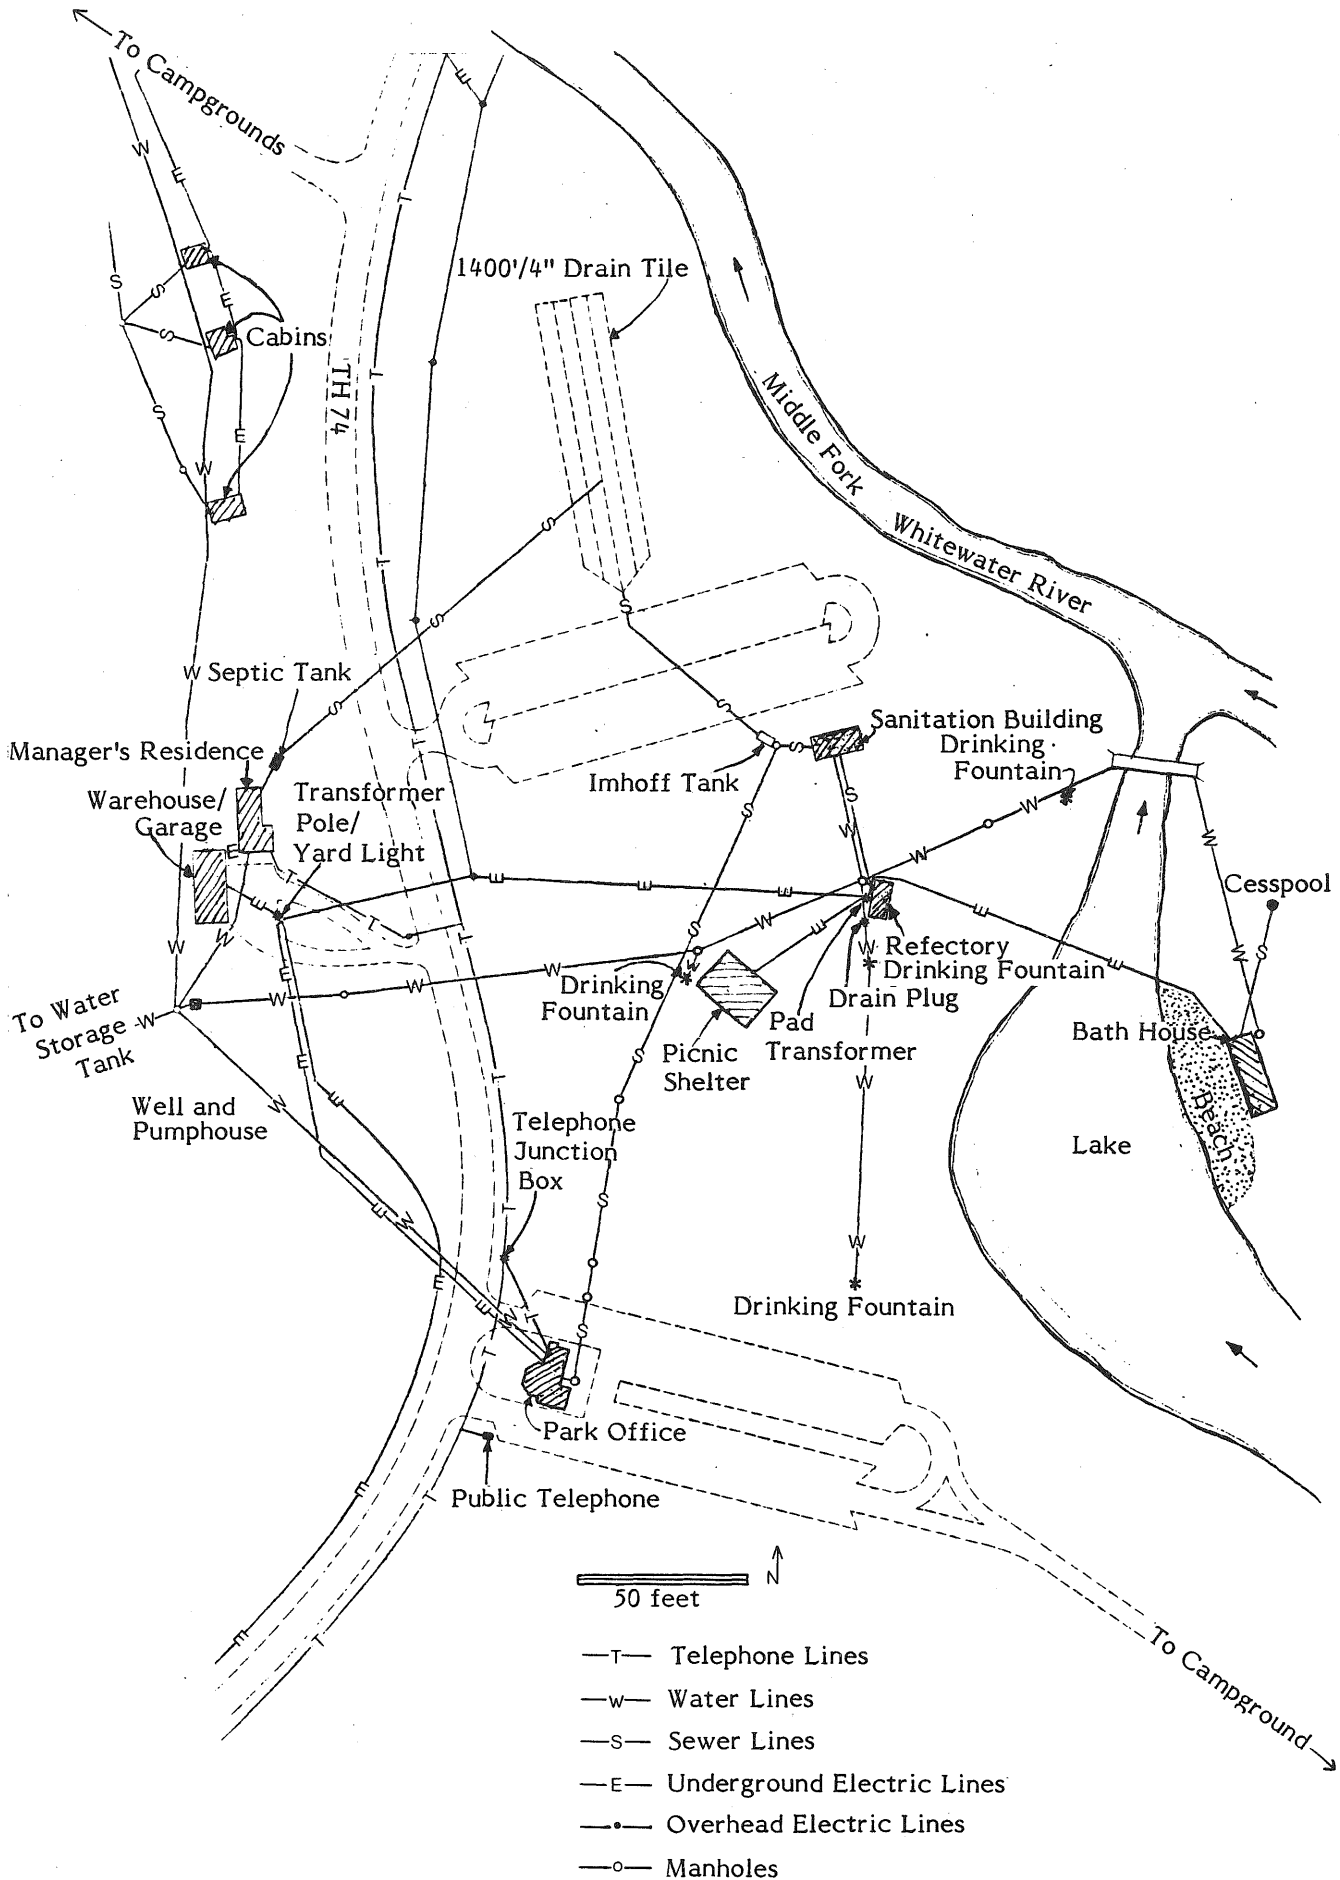 To Campgrounds
1400'/4" Drain Tile
Cabins
TH 74
Middle Fork
Whitewater River
Septic Tank
Manager's Residence
Warehouse/
Garage
Transformer
Pole/
Yard Light
Imhoff Tank
Sanitation Building
Drinking
Fountain
Cesspool
Refectory
Drinking Fountain
Drain Plug
Drinking
Fountain
Pad
Transformer
Picnic
Shelter
Bath House
Beach
Lake
To Water
Storage
Tank
Well and
Pumphouse
Telephone
Junction
Box
Drinking Fountain
Park Office
Public Telephone
N
50 feet
To Campground
—T— Telephone Lines
—W— Water Lines
—S— Sewer Lines
—E— Underground Electric Lines
Overhead Electric Lines
Manholes